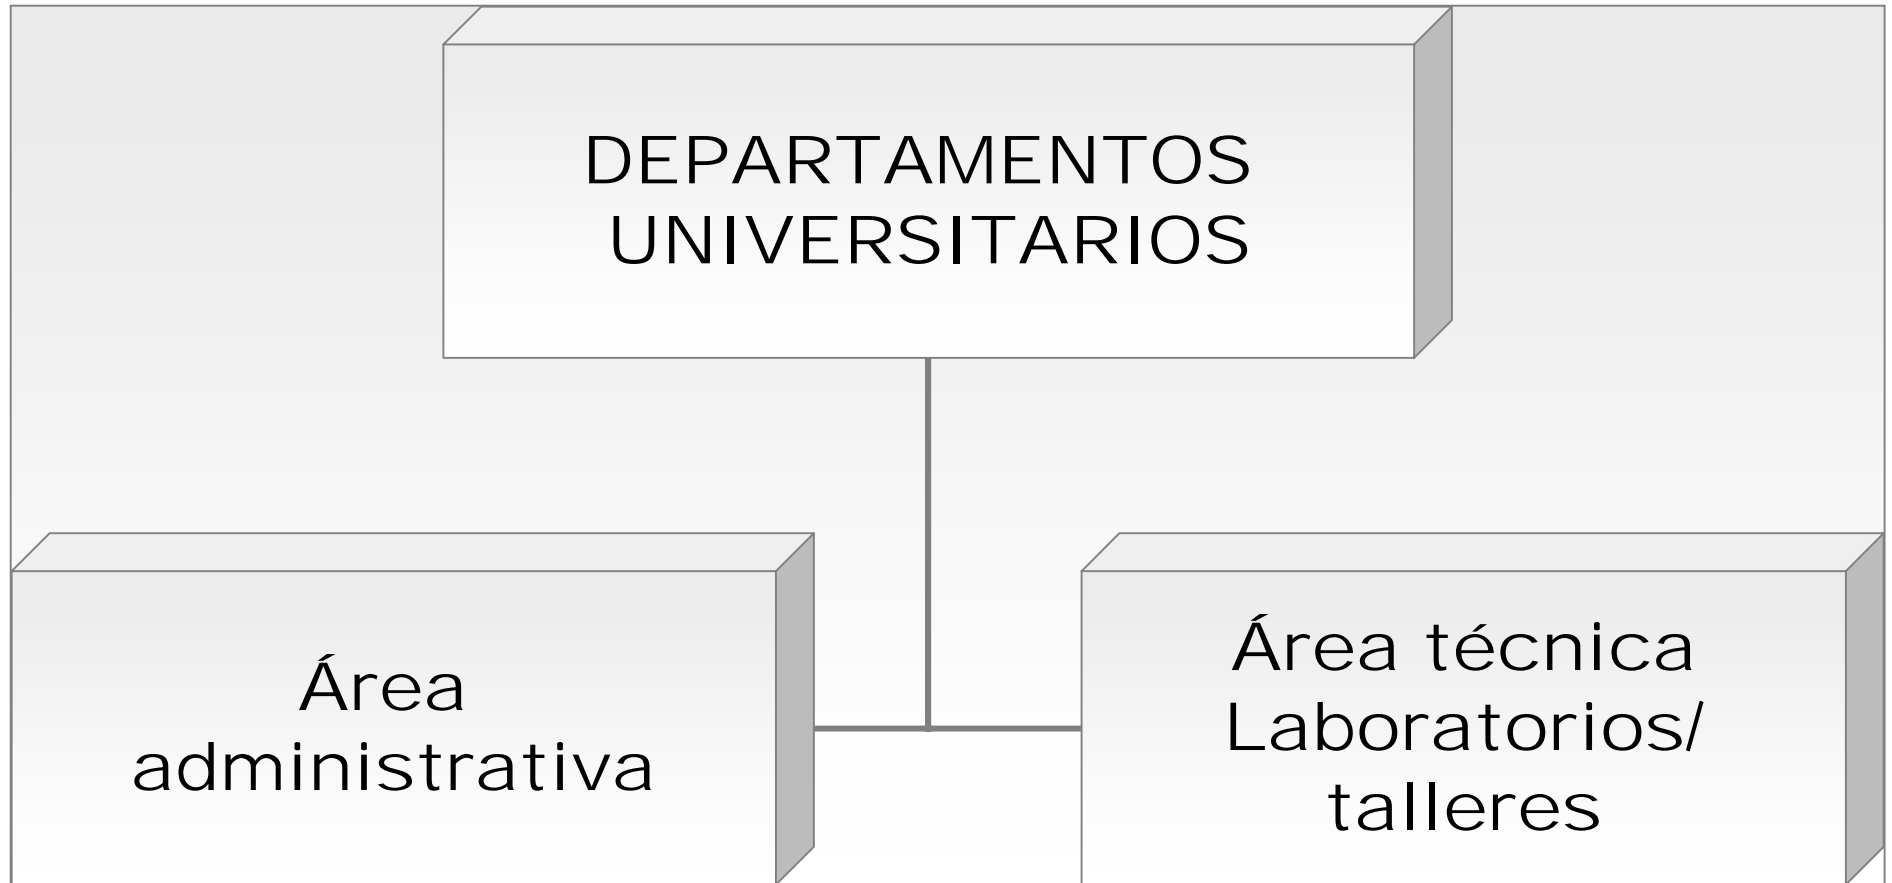 DEPARTAMENTOS
UNIVERSITARIOS
Área
administrativa
Área técnica
Laboratorios/
talleres